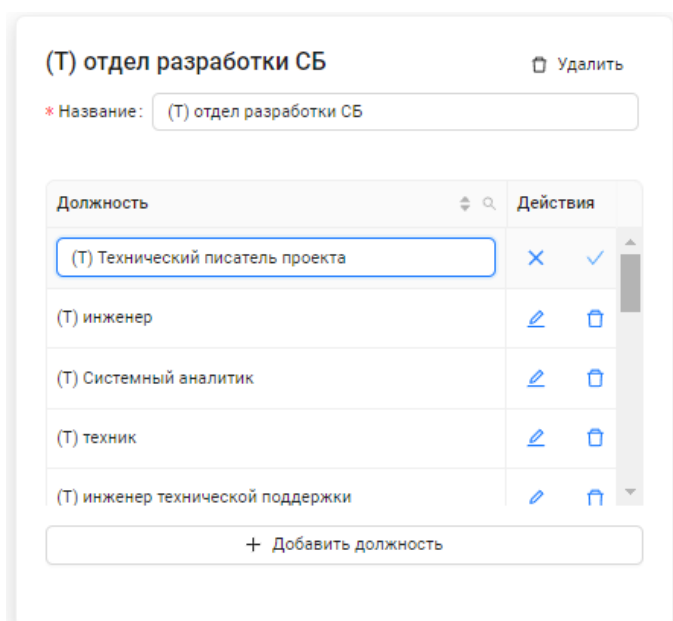 (Т) отдел разработки СБ
Удалить
* Название: (Т) отдел разработки СБ
Должность Действия
(Т) Технический писатель проекта
(Т) инженер
(Т) Системный аналитик
(Т) техник
(Т) инженер технической поддержки
+ Добавить должность